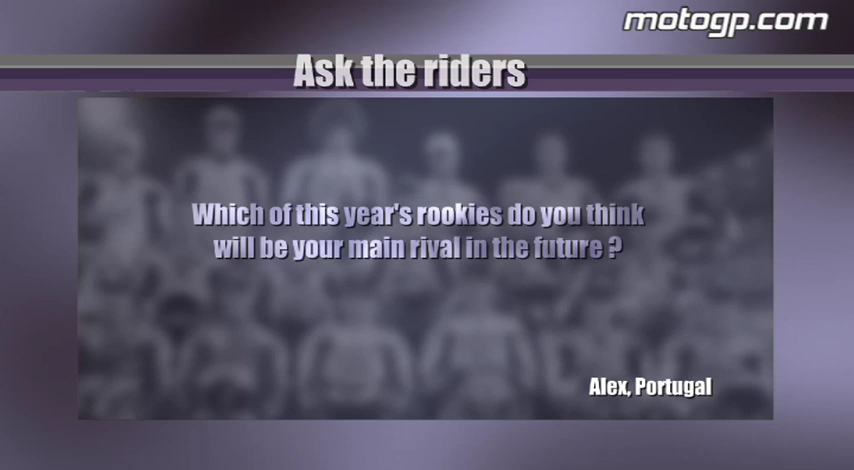 motogp.com
Ask the riders
Which of this year's rookies do you think
will be your main rival in the future ?
Alex, Portugal